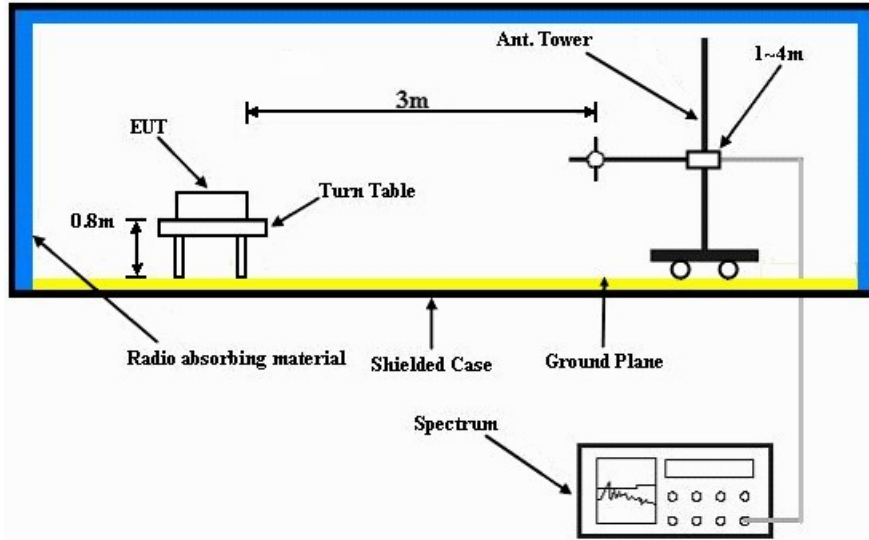 Ant. Tower
1~4m
3m
EUT
Turn Table
0.8m
Radio absorbing material
Shielded Case
Ground Plane
Spectrum